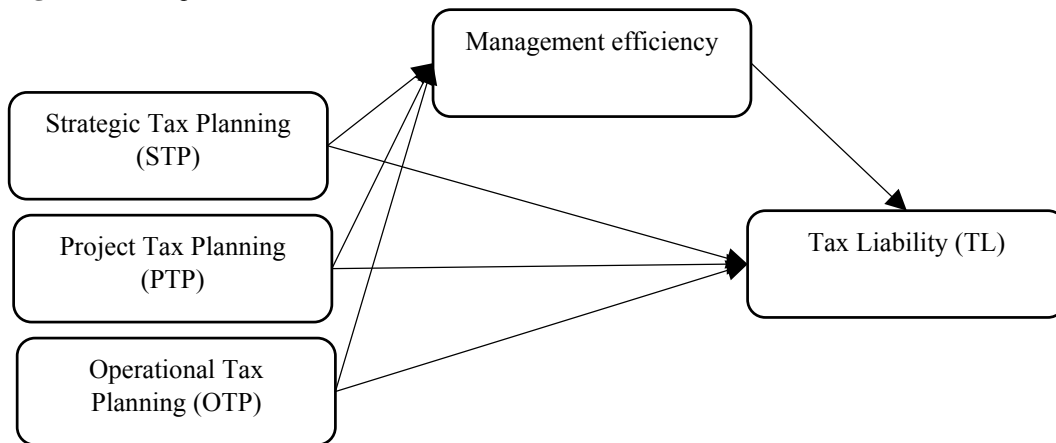 Management efficiency
Strategic Tax Planning
(STP)
Project Tax Planning
(PTP)
Tax Liability (TL)
Operational Tax
Planning (OTP)